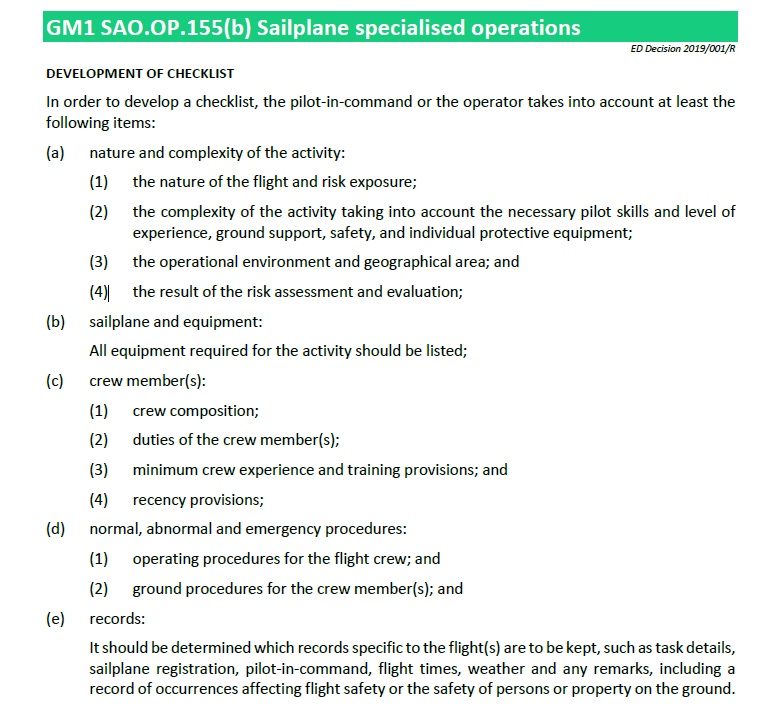 GM1 SAO.OP.155(b) Sailplane specialised operations
ED Decision 2019/001/R
DEVELOPMENT OF CHECKLIST
In order to develop a checklist, the pilot-in-command or the operator takes into account at least the
following items:
(a) nature and complexity of the activity:
(1) the nature of the flight and risk exposure;
(2) the complexity of the activity taking into account the necessary pilot skills and level of
experience, ground support, safety, and individual protective equipment;
(3) the operational environment and geographical area; and
(4) the result of the risk assessment and evaluation;
(b) sailplane and equipment:
All equipment required for the activity should be listed;
(c) crew member(s):
(1) crew composition;
(2) duties of the crew member(s);
(3) minimum crew experience and training provisions; and
(4) recency provisions;
(d) normal, abnormal and emergency procedures:
(1) operating procedures for the flight crew; and
(2) ground procedures for the crew member(s); and
(e) records:
It should be determined which records specific to the flight(s) are to be kept, such as task details,
sailplane registration, pilot-in-command, flight times, weather and any remarks, including a
record of occurrences affecting flight safety or the safety of persons or property on the ground.